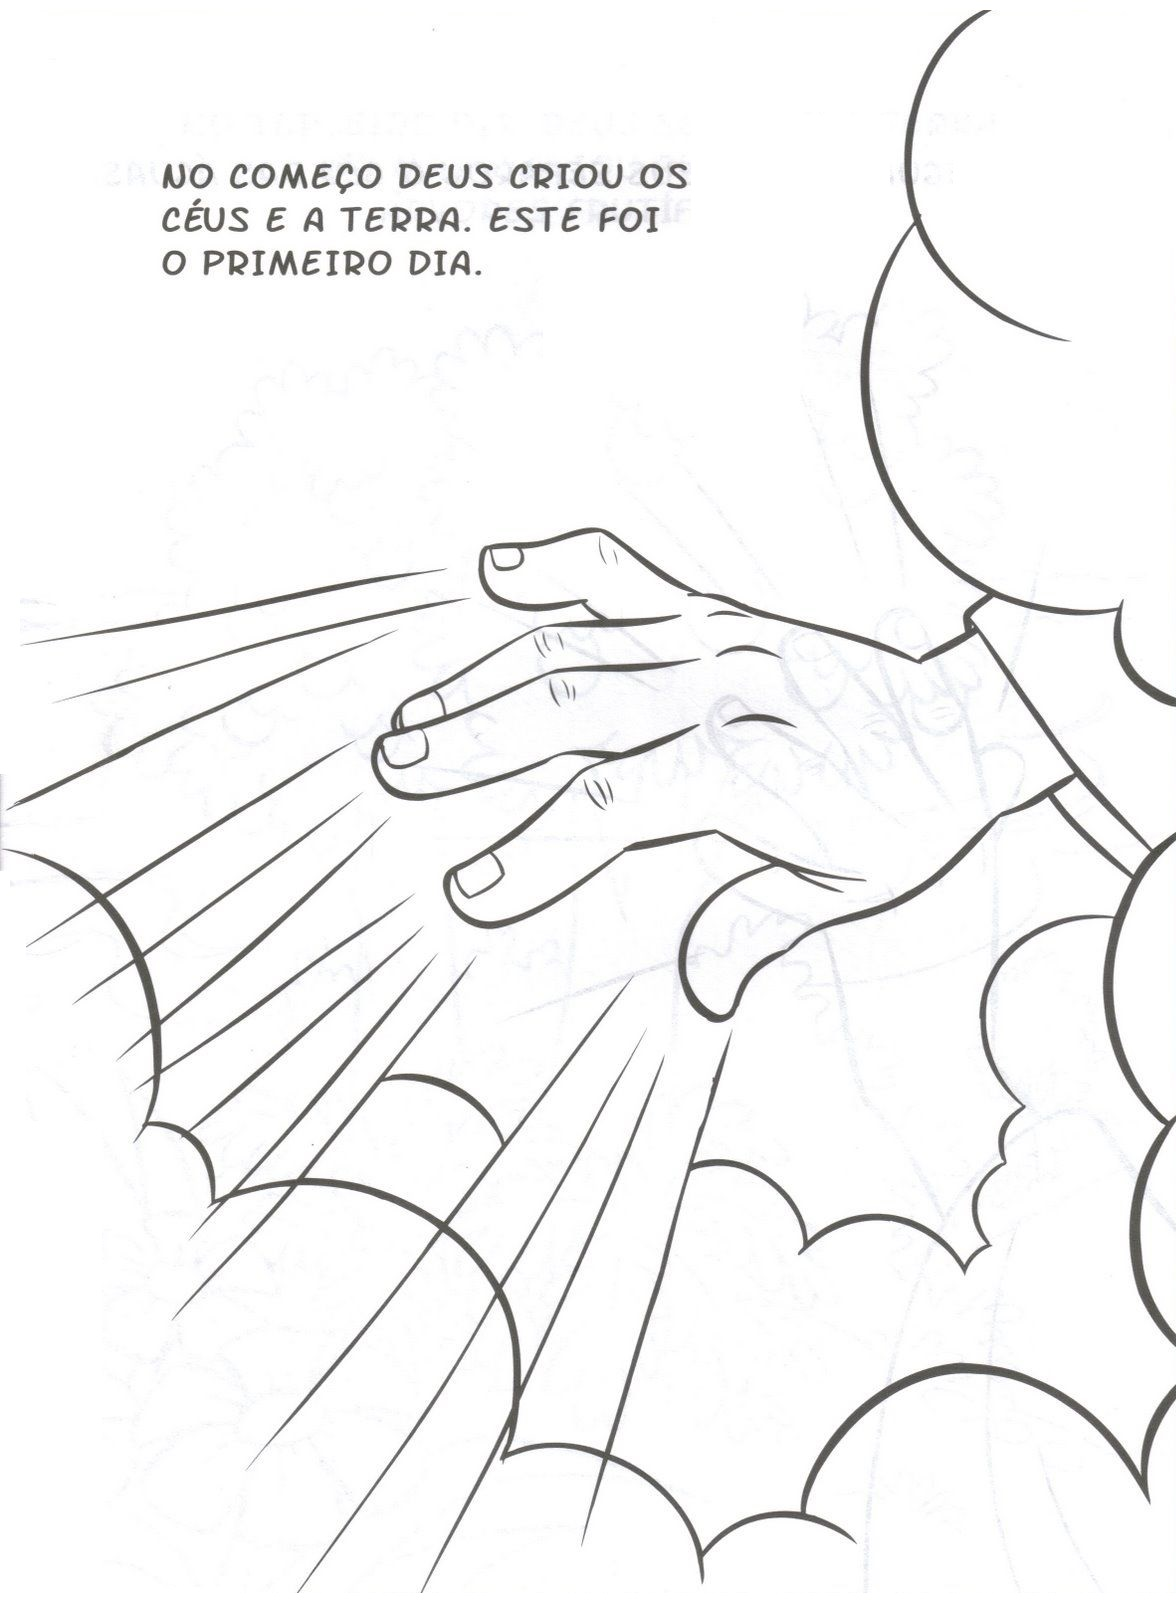 NO COMEÇO DEUS CRIOU OS
CÉUS E A TERRA. ESTE FOI
O PRIMEIRO DIA.